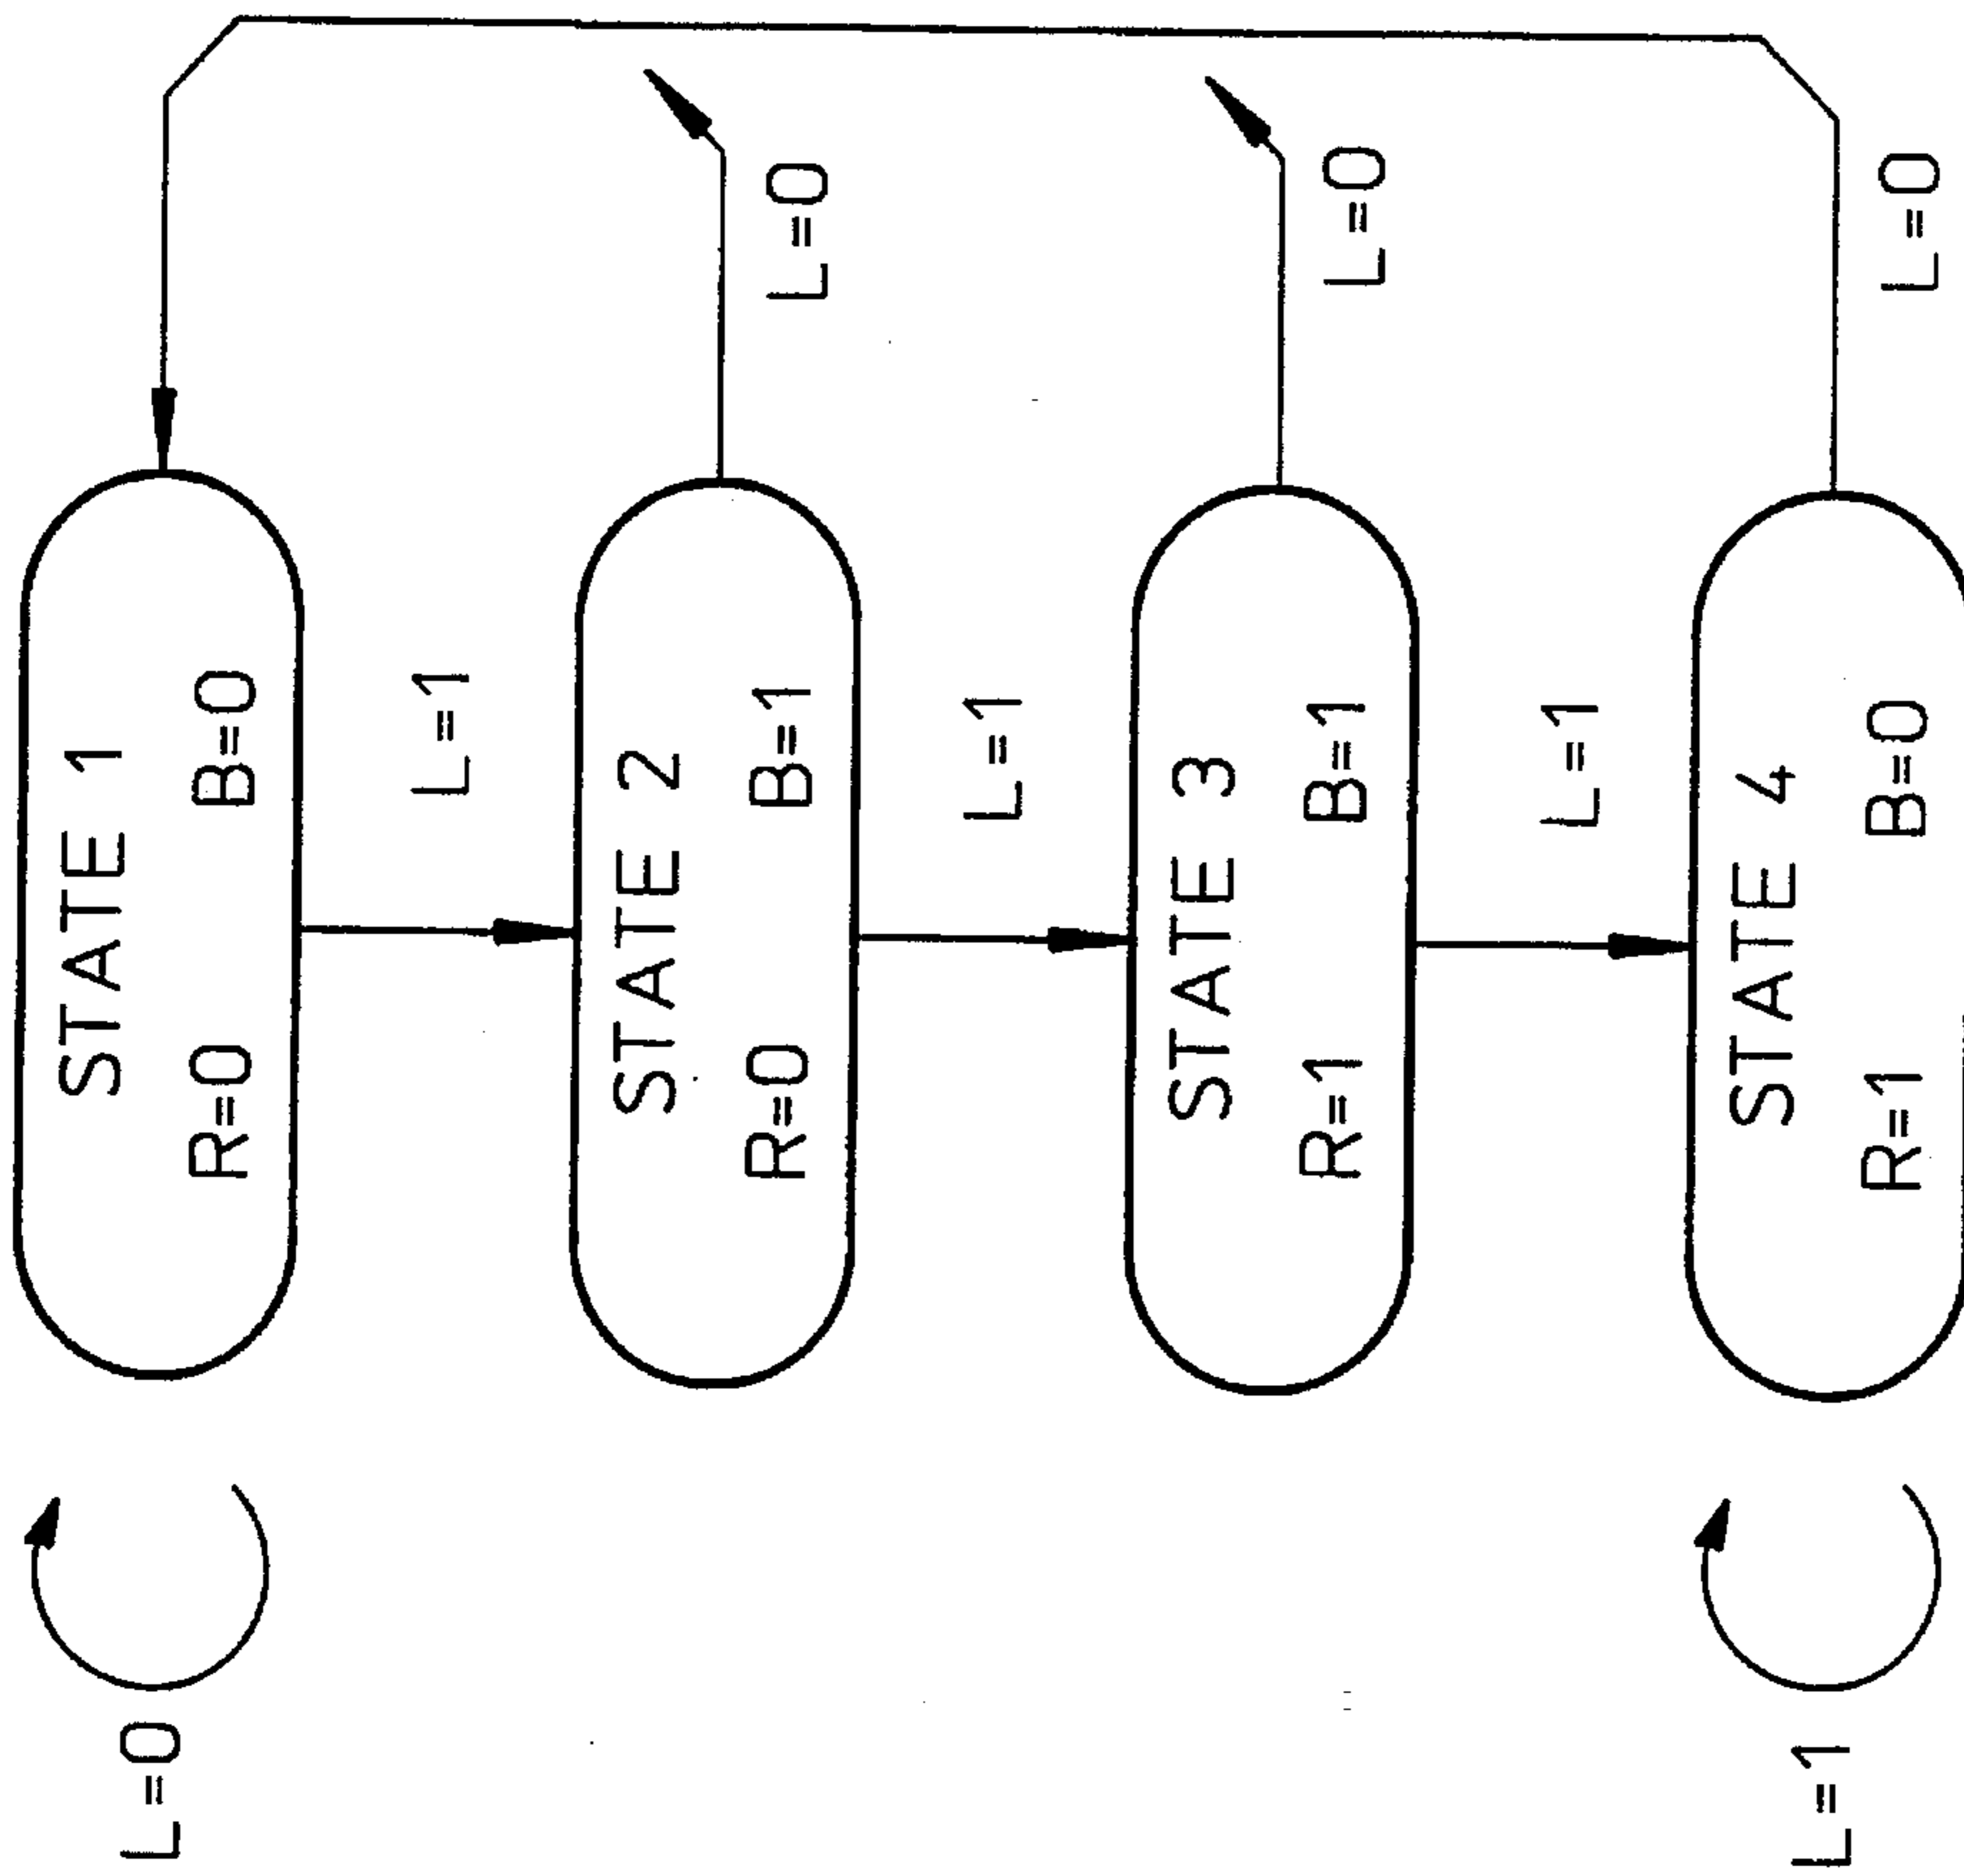 L=0
STATE 1
R=0 B=0
L=1
STATE 2
R=0 B=1
L=0
L=1
STATE 3
R=1 B=1
L=0
L=1
L=1
STATE 4
R=1 B=0
L=0